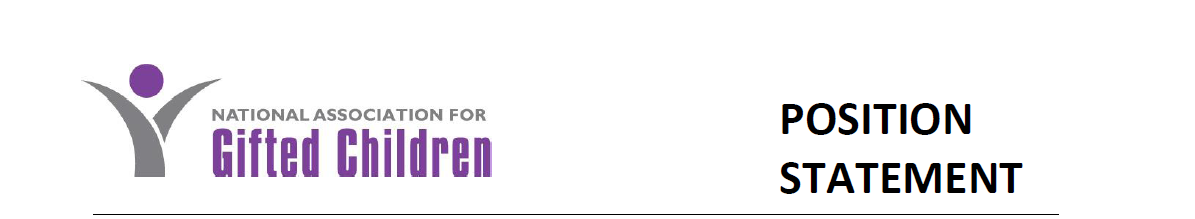 NATIONAL ASSOCIATION FOR
Gifted Children
POSITION
STATEMENT